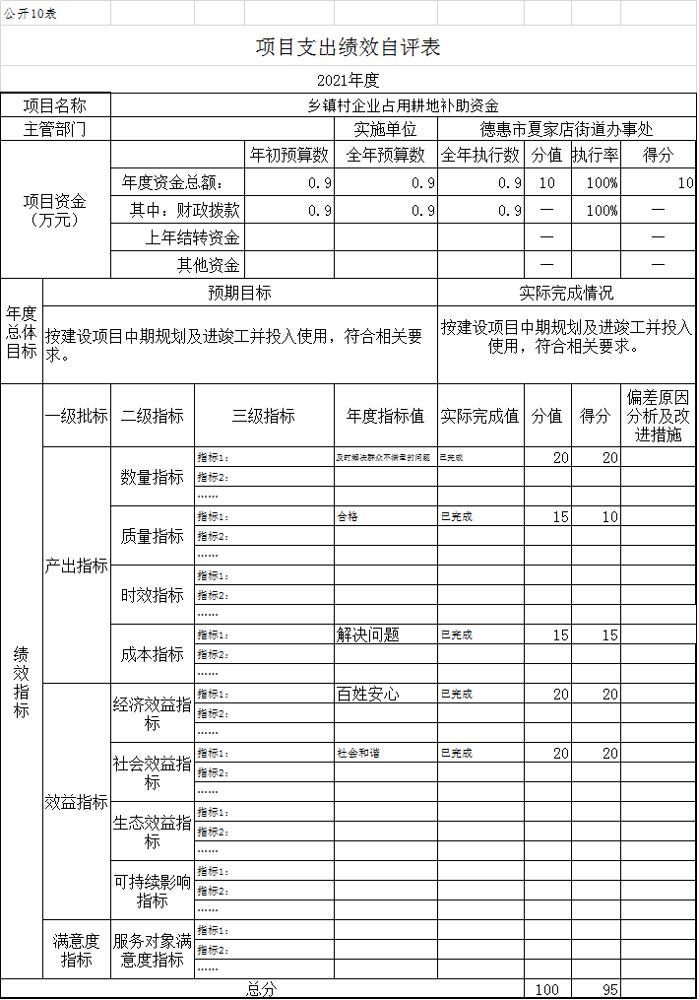 公开10表
项目支出绩效自评表
2021年度
项目名称 乡镇村企业占用耕地补助资金
主管部门 实施单位 德惠市夏家店街道办事处
项目资金
（万元）
年初预算数 全年预算数 全年执行数 分值 执行率 得分
年度资金总额： 0.9 0.9 0.9 10 100% 10
其中：财政拨款 0.9 0.9 0.9 — 100% —
上年结转资金 — —
其他资金 — —
年度
总体
目标
预期目标 实际完成情况
按建设项目中期规划及进竣工并投入使用，符合相关要
求。
按建设项目中期规划及进竣工并投入
使用，符合相关要求。
绩
效
指
标
一级批标 二级指标 三级指标 年度指标值 实际完成值 分值 得分 偏差原因
分析及改
进措施
产出指标
数量指标
指标1： 及时解决群众不满意的问题 已完成 20 20
指标2：
……
质量指标
指标1： 合格 已完成 15 10
指标2：
……
时效指标
指标1：
指标2：
……
成本指标
指标1： 解决问题 已完成 15 15
指标2：
……
效益指标
经济效益指
标
指标1： 百姓安心 已完成 20 20
指标2：
……
社会效益指
标
指标1： 社会和谐 已完成 20 20
指标2：
……
生态效益指
标
指标1：
指标2：
……
可持续影响
指标
指标1：
指标2：
……
满意度
指标
服务对象满
意度指标
指标1：
指标2：
……
总分 100 95